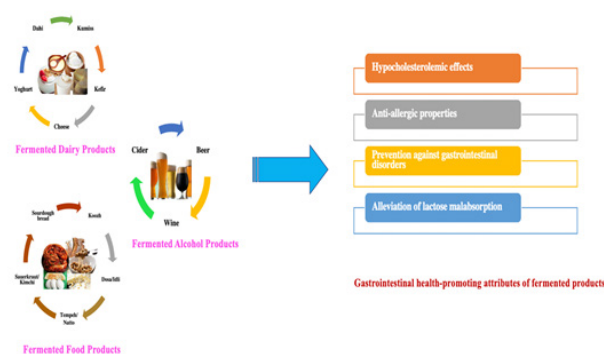 Dahi
Kumiss
Yoghurt
Kefir
Cheese
Fermented Dairy Products
Cider
Beer
Wine
Fermented Alcohol Products
Sourdough
bread
Kenkey
Sauerkraut/
Kimchi
Dosa/Idli
Tempeh/
Natto
Fermented Food Products
Hypocholesterolemic effects
Anti-allergic properties
Prevention against gastrointestinal
disorders
Alleviation of lactose malabsorption
Gastrointestinal health-promoting attributes of fermented products